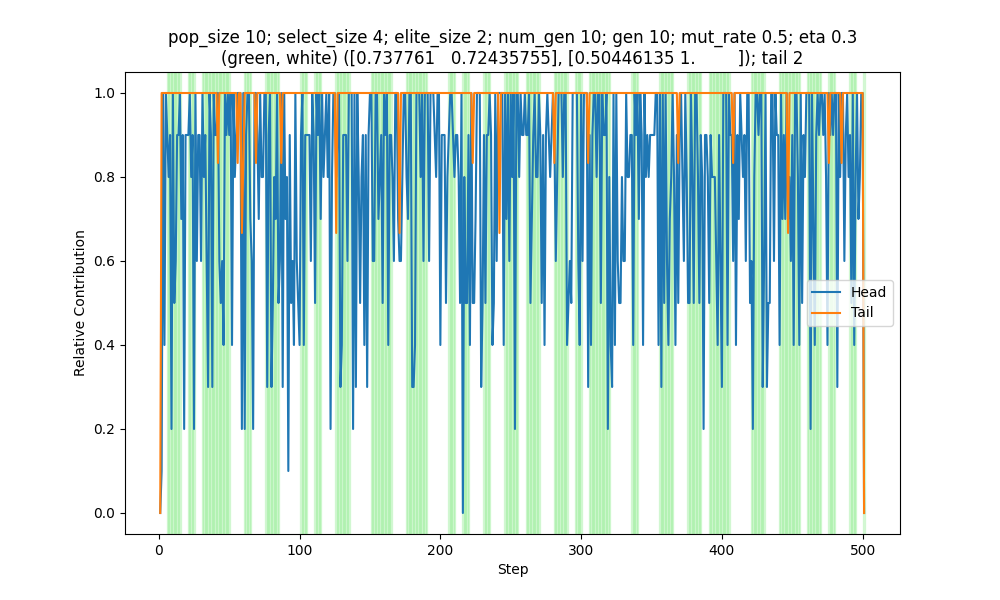 pop_size 10; select_size 4; elite_size 2; num_gen 10; gen 10; mut_rate 0.5; eta 0.3
(green, white) ([0.737761   0.72435755], [0.50446135 1.        ]); tail 2
1.0
0.8
0.6
0.4
0.2
0.0
Relative Contribution
Head
Tail
0
100
200
300
400
500
Step